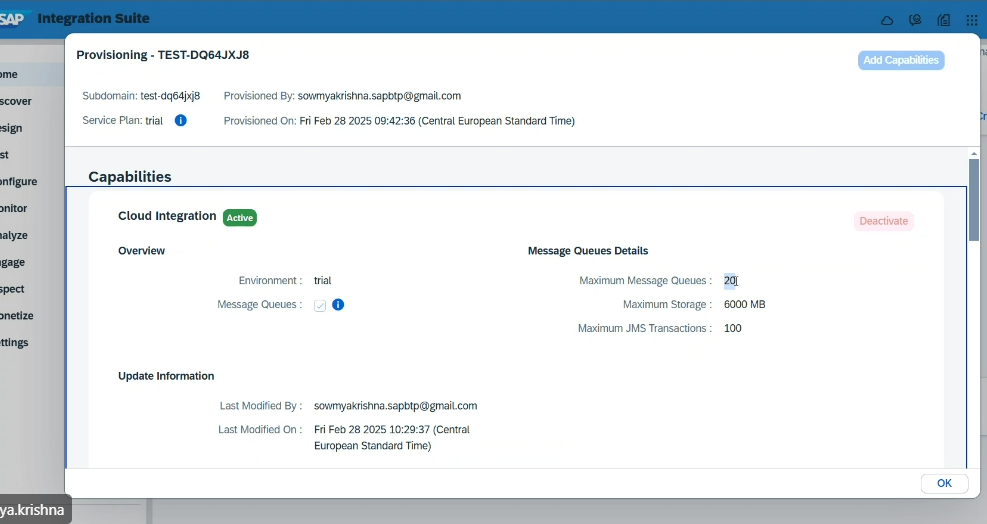 SAP Integration Suite
Provisioning - TEST-DQ64JXJ8
Add Capabilities
Subdomain: test-dq64jxj8 Provisioned By: sowmyakrishna.sapbtp@gmail.com
Service Plan: trial Provisioned On: Fri Feb 28 2025 09:42:36 (Central European Standard Time)
ome
scover
esign
st
onfigure
onitor
nalyze
gage
spect
onetize
ttings
Capabilities
Cloud Integration Active
Deactivate
Overview
Environment : trial
Message Queues :
Message Queues Details
Maximum Message Queues : 20
Maximum Storage : 6000 MB
Maximum JMS Transactions : 100
Update Information
Last Modified By : sowmyakrishna.sapbtp@gmail.com
Last Modified On : Fri Feb 28 2025 10:29:37 (Central
European Standard Time)
OK
ya.krishna